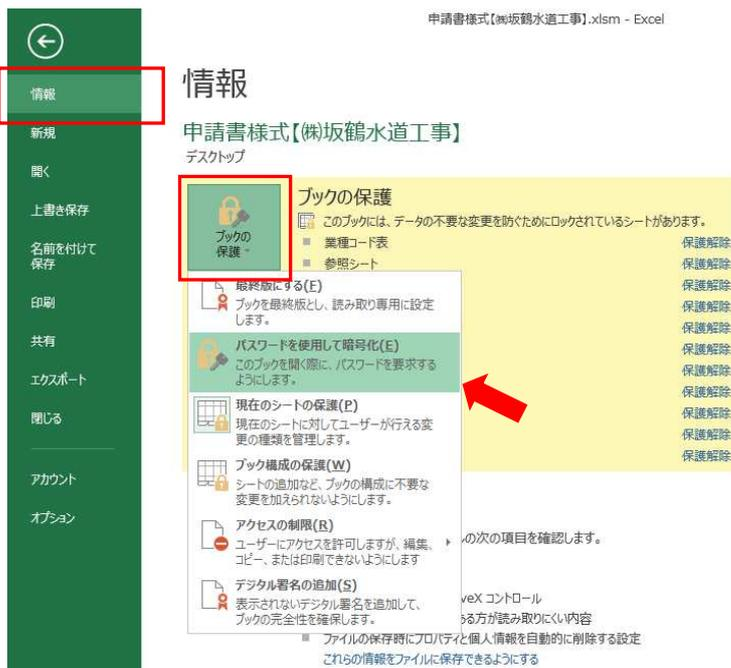 申請書様式【㈱坂鶴水道工事】.xlsm - Excel
情報
新規
開く
上書き保存
名前を付けて
保存
印刷
共有
エクスポート
閉じる
アカウント
オプション
情報
申請書様式【㈱坂鶴水道工事】
デスクトップ
ブックの
保護
ブックの保護
このブックには、データの不要な変更を防ぐためにロックされているシートがあります。
業種コード表 保護解除
参照シート 保護解除
保護解除
保護解除
保護解除
保護解除
保護解除
保護解除
保護解除
保護解除
保護解除
最終版にする(F)
ブックを最終版とし、読み取り専用に設定
します。
パスワードを使用して暗号化(E)
このブックを開く際に、パスワードを要求する
ようにします。
現在のシートの保護(P)
現在のシートに対してユーザーが行える変
更の種類を管理します。
ブック構成の保護(W)
シートの追加など、ブックの構成に不要な
変更を加えられないようにします。
アクセスの制限(R)
ユーザーにアクセスを許可しますが、編集、
コピー、または印刷できないようにします
デジタル署名の追加(S)
表示されないデジタル署名を追加して、
ブックの完全性を確保します。
の次の項目を確認します。
veX コントロール
ある方が読み取りにくい内容
ファイルの保存時にプロパティと個人情報を自動的に削除する設定
これらの情報をファイルに保存できるようにする